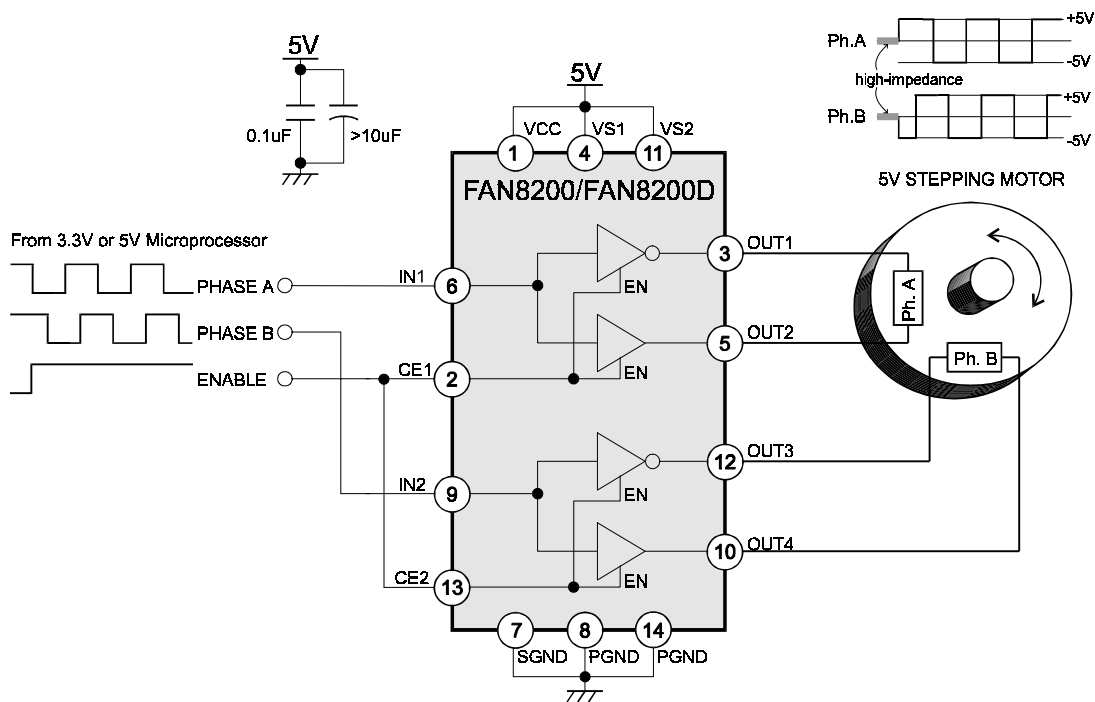 5V
0.1uF
>10uF
5V
VCC
VS1
VS2
1
4
11
FAN8200/FAN8200D
Ph.A
+5V
-5V
high-impedance
Ph.B
+5V
-5V
5V STEPPING MOTOR
From 3.3V or 5V Microprocessor
PHASE A
IN1
6
PHASE B
ENABLE
CE1
2
IN2
9
CE2
13
EN
EN
EN
EN
3
OUT1
5
OUT2
12
OUT3
10
OUT4
Ph. A
Ph. B
7
8
14
SGND
PGND
PGND